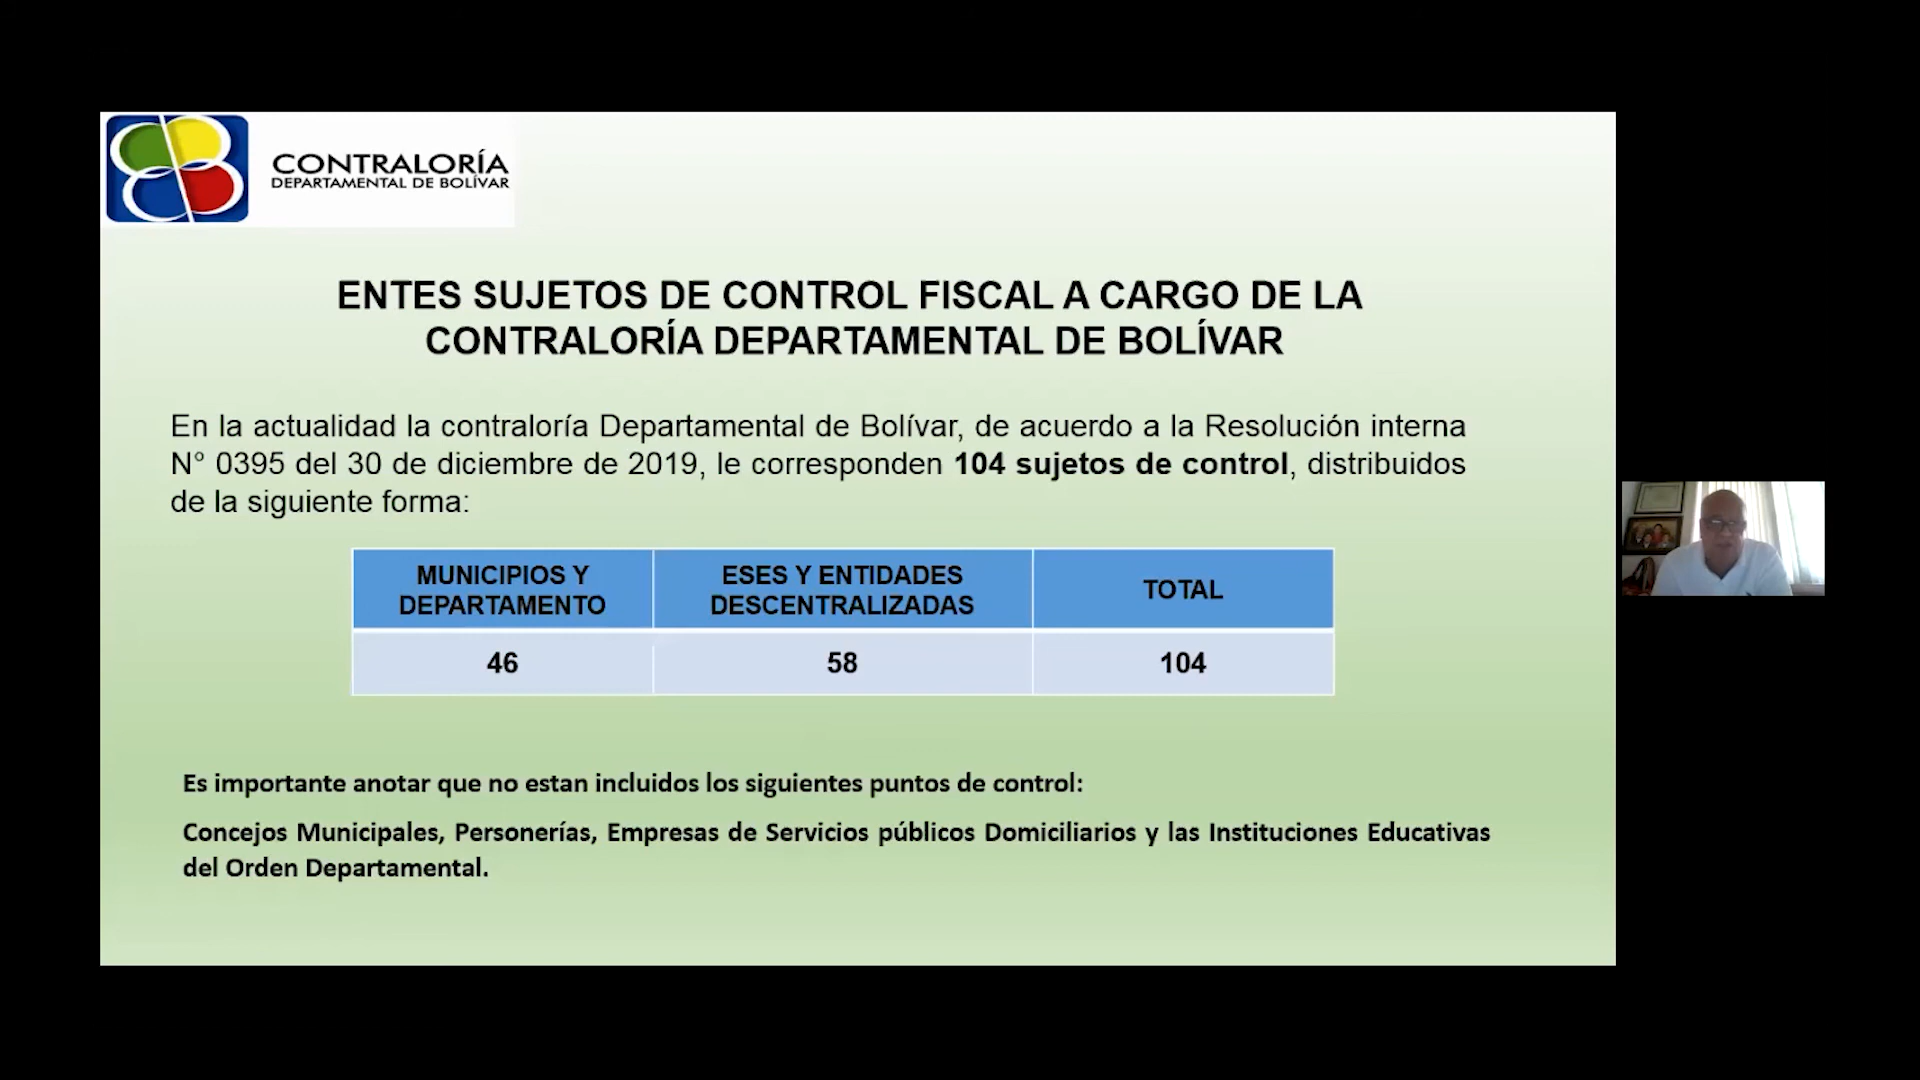 CONTRALORÍA
DEPARTAMENTAL DE BOLÍVAR
ENTES SUJETOS DE CONTROL FISCAL A CARGO DE LA
CONTRALORÍA DEPARTAMENTAL DE BOLÍVAR
En la actualidad la contraloría Departamental de Bolívar, de acuerdo a la Resolución interna
N° 0395 del 30 de diciembre de 2019, le corresponden 104 sujetos de control, distribuidos
de la siguiente forma:
MUNICIPIOS Y
DEPARTAMENTO
ESES Y ENTIDADES
DESCENTRALIZADAS
TOTAL
46
58
104
Es importante anotar que no estan incluidos los siguientes puntos de control:
Concejos Municipales, Personerías, Empresas de Servicios públicos Domiciliarios y las Instituciones Educativas
del Orden Departamental.